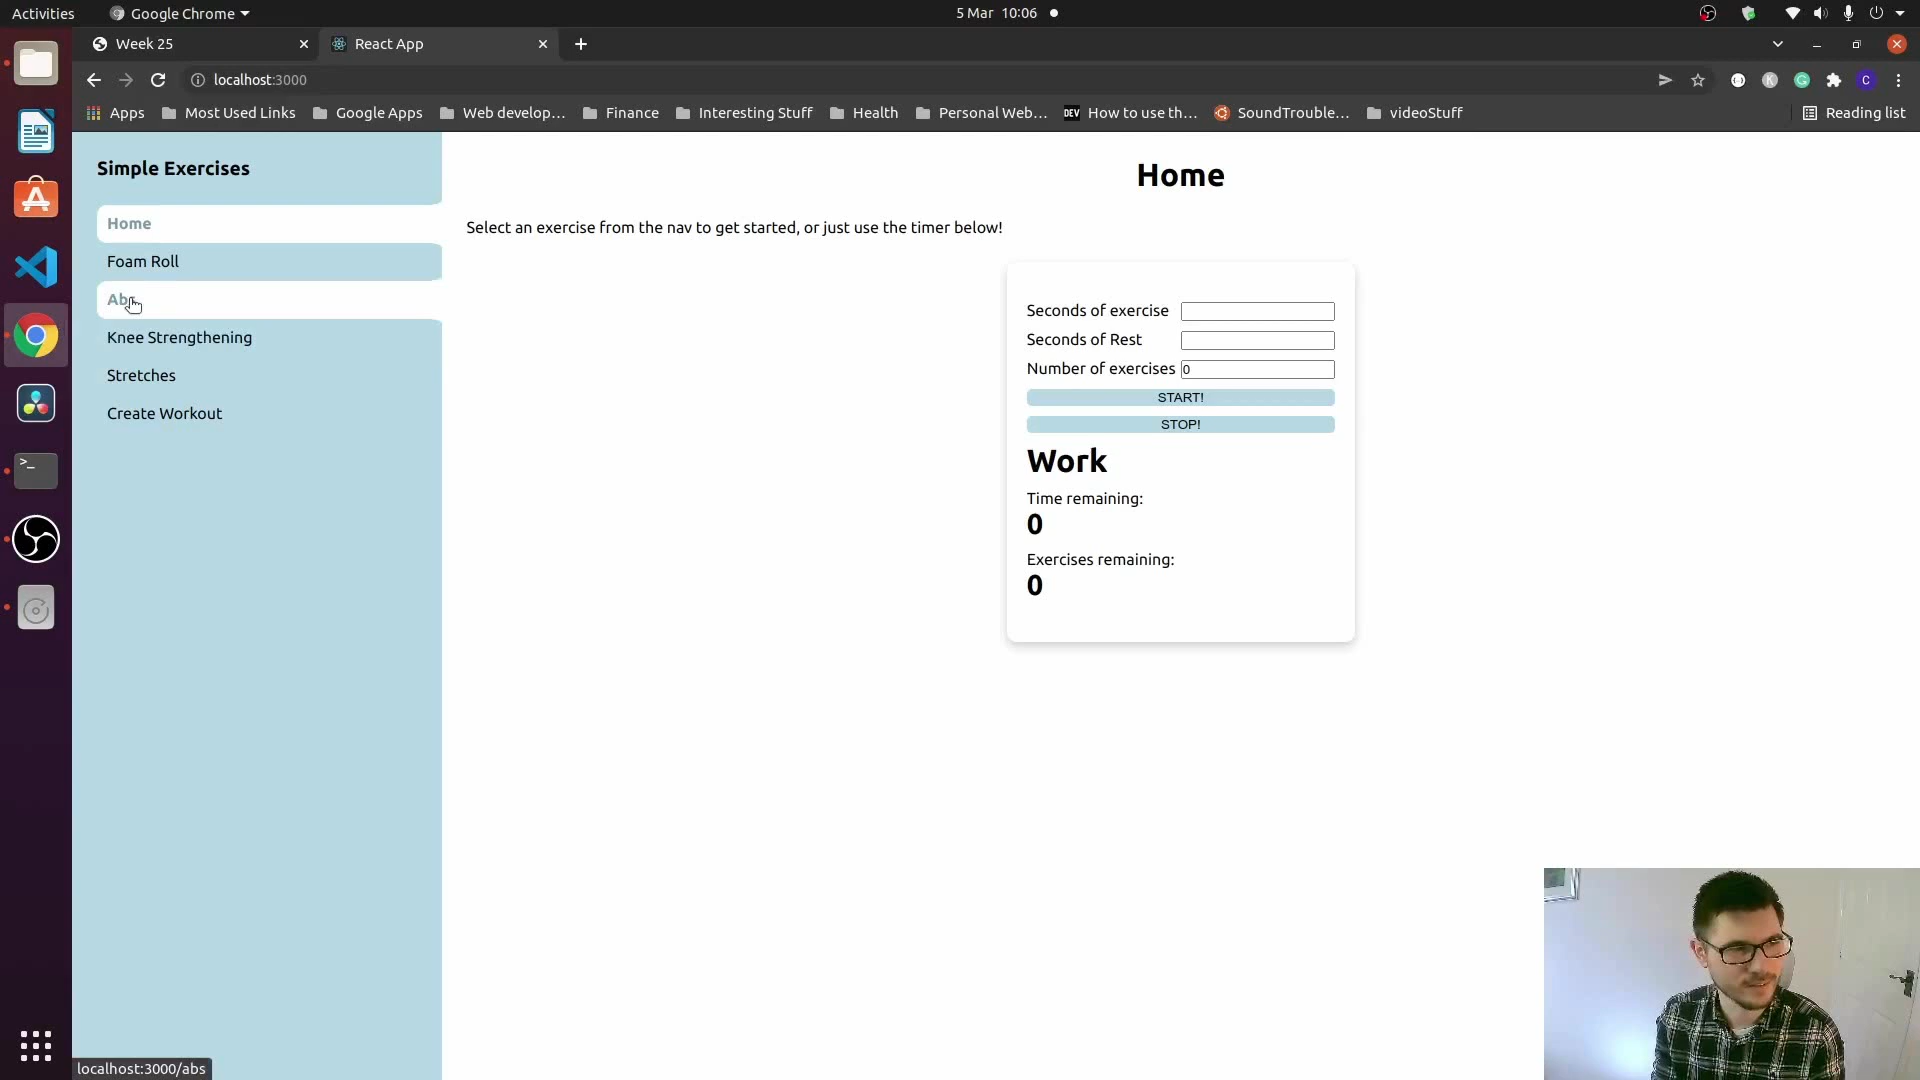 Activities
Google Chrome
5 Mar 10:06
Week 25
React App
localhost:3000
C
Apps
Most Used Links
Google Apps
Web develop…
Finance
Interesting Stuff
Health
Personal Web…
DEV
How to use th…
SoundTrouble…
videoStuff
Reading list
Simple Exercises
Home
Foam Roll
Abs
Knee Strengthening
Stretches
Create Workout
Home
Select an exercise from the nav to get started, or just use the timer below!
Seconds of exercise
Seconds of Rest
Number of exercises 0
START!
STOP!
Work
Time remaining:
0
Exercises remaining:
0
localhost:3000/abs